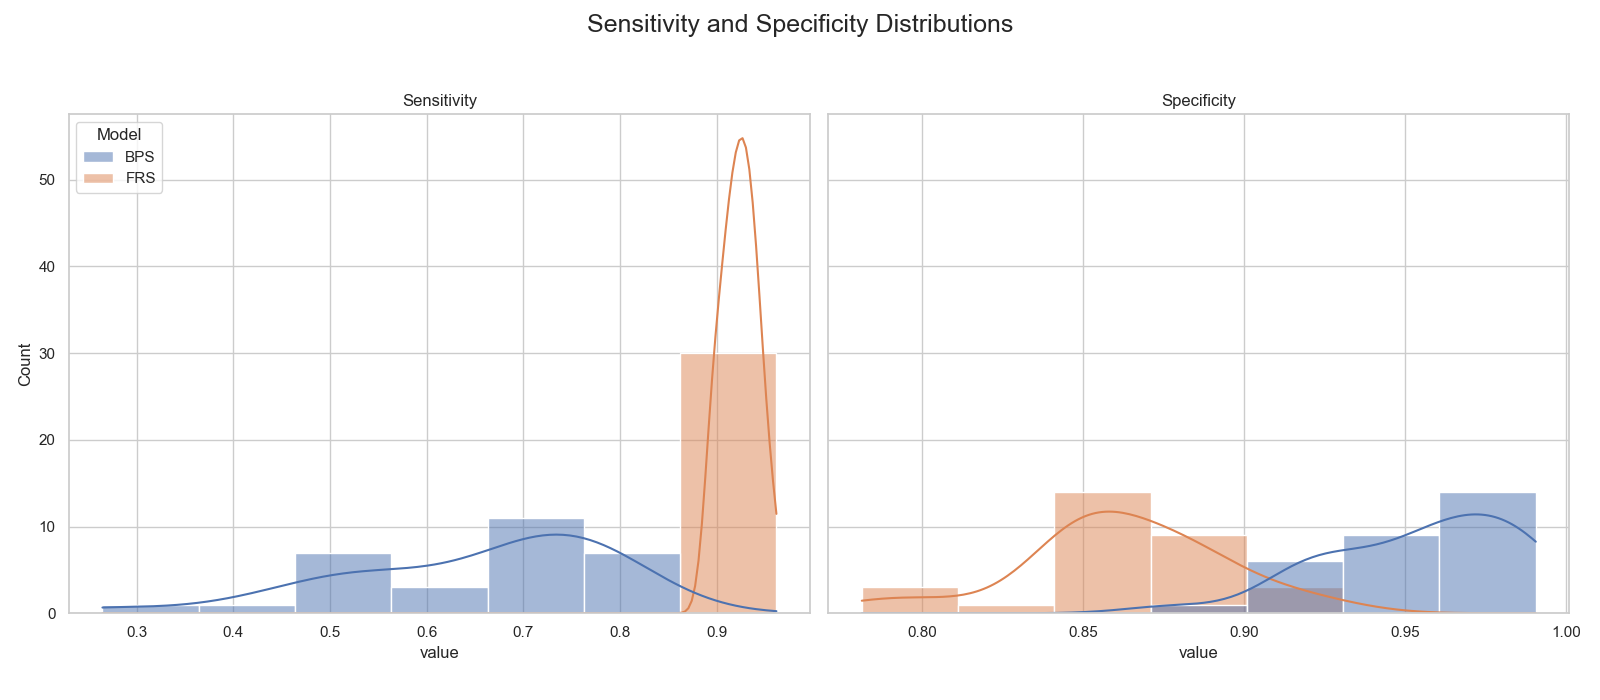 Sensitivity and Specificity Distributions
Sensitivity
Model
BPS
FRS
Count
50
40
30
20
10
0
0.3 0.4 0.5 0.6 0.7 0.8 0.9
value
Specificity
0.80 0.85 0.90 0.95 1.00
value